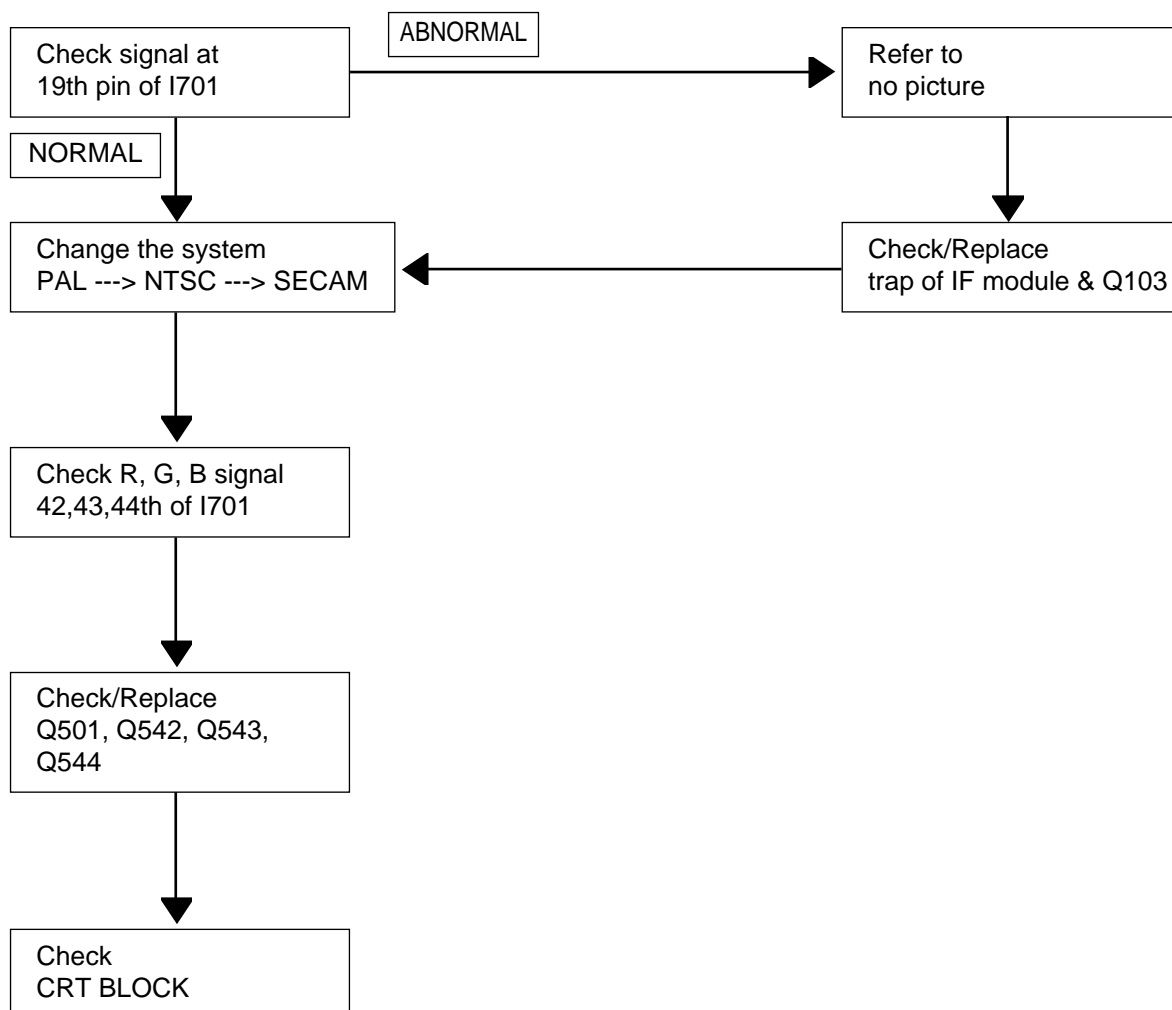 Check signal at
19th pin of I701
ABNORMAL
Refer to
no picture
NORMAL
Change the system
PAL ---> NTSC ---> SECAM
Check/Replace
trap of IF module & Q103
Check R, G, B signal
42,43,44th of I701
Check/Replace
Q501, Q542, Q543,
Q544
Check
CRT BLOCK